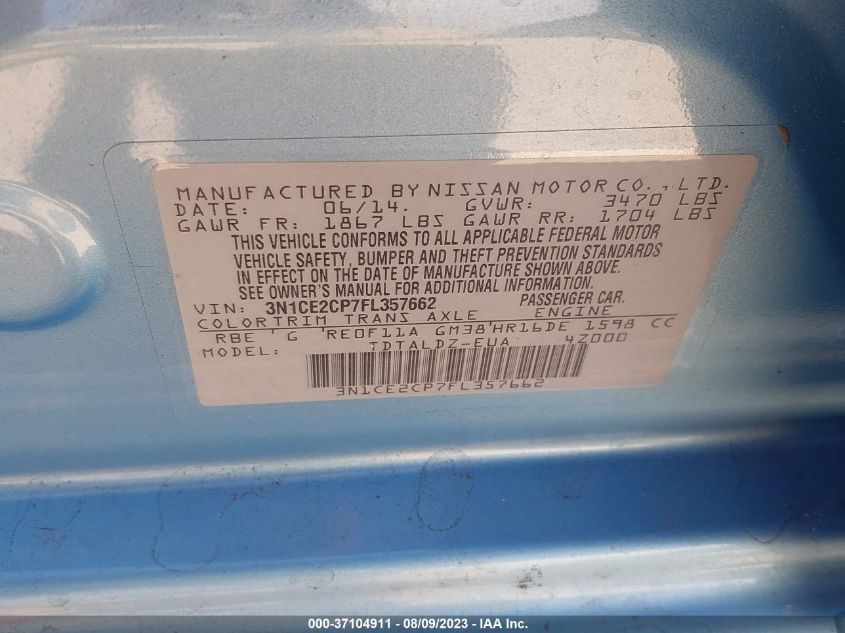 MANUFACTURED BY NISSAN MOTOR CO., LTD.
DATE: 06/14. GVWR: 3470 LBS
GAWR FR: 1867 LBS GAWR RR: 1704 LBS
THIS VEHICLE CONFORMS TO ALL APPLICABLE FEDERAL MOTOR
VEHICLE SAFETY, BUMPER AND THEFT PREVENTION STANDARDS
IN EFFECT ON THE DATE OF MANUFACTURE SHOWN ABOVE.
SEE OWNER'S MANUAL FOR ADDITIONAL INFORMATION.
VIN: 3N1CE2CP7FL357662 PASSENGER CAR.
COLOR TRIM TRANS AXLE ENGINE
RBE G 'RE0F11A GM38'HR16DE 1598 CC
MODEL: TDTALDZ-EUA 4Z000
3N1CE2CP7FL357662
000-37104911 - 08/09/2023 - IAA Inc.